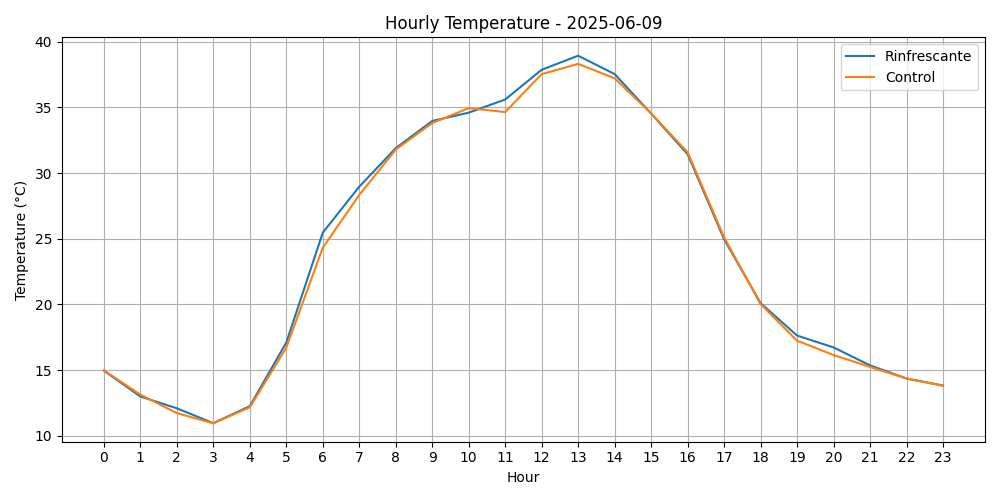 Hourly Temperature - 2025-06-09
Rinfrescante
Control
Temperature (°C)
40
35
30
25
20
15
10
0 1 2 3 4 5 6 7 8 9 10 11 12 13 14 15 16 17 18 19 20 21 22 23
Hour